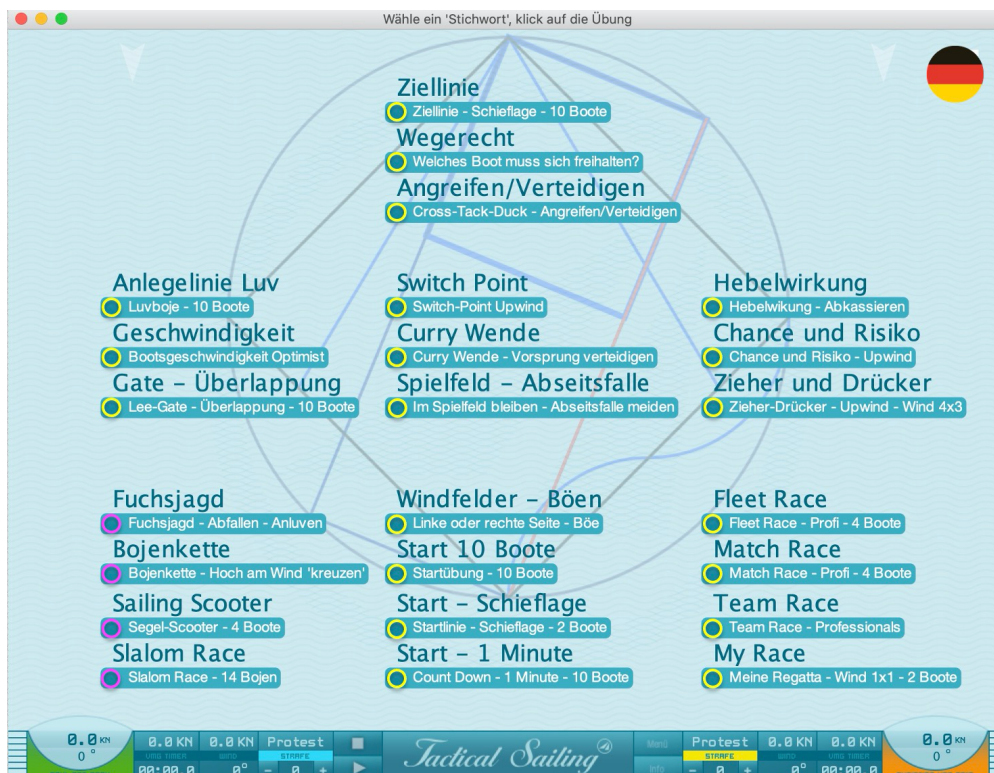 Wähle ein 'Stichwort', klick auf die Übung
Ziellinie
Ziellinie - Schieflage - 10 Boote
Wegerecht
Welches Boot muss sich freihalten?
Angreifen/Verteidigen
Cross-Tack-Duck - Angreifen/Verteidigen
Anlegelinie Luv
Luvboje - 10 Boote
Geschwindigkeit
Bootsgeschwindigkeit Optimist
Gate – Überlappung
Lee-Gate - Überlappung - 10 Boote
Switch Point
Switch-Point Upwind
Curry Wende
Curry Wende - Vorsprung verteidigen
Spielfeld – Abseitsfalle
Im Spielfeld bleiben - Abseitsfalle meiden
Hebelwirkung
Hebelwikung - Abkassieren
Chance und Risiko
Chance und Risiko - Upwind
Zieher und Drücker
Zieher-Drücker - Upwind - Wind 4x3
Fuchsjagd
Fuchsjagd - Abfallen - Anluven
Bojenkette
Bojenkette - Hoch am Wind 'kreuzen'
Sailing Scooter
Segel-Scooter - 4 Boote
Slalom Race
Slalom Race - 14 Bojen
Windfelder – Böen
Linke oder rechte Seite - Böe
Start 10 Boote
Startübung - 10 Boote
Start – Schieflage
Startlinie - Schieflage - 2 Boote
Start – 1 Minute
Count Down - 1 Minute - 10 Boote
Fleet Race
Fleet Race - Profi - 4 Boote
Match Race
Match Race - Profi - 4 Boote
Team Race
Team Race - Professionals
My Race
Meine Regatta - Wind 1x1 - 2 Boote
0.0 KN 0.0 KN 0.0 KN Protest Tactical Sailing Menü Protest 0.0 KN 0.0 KN 0.0 KN
0° VMG TIMER WIND STRAFE STRAFE WIND VMG TIMER 0°
00:00.0 0° - 0 + Info - 0 + 0° 00:00.0